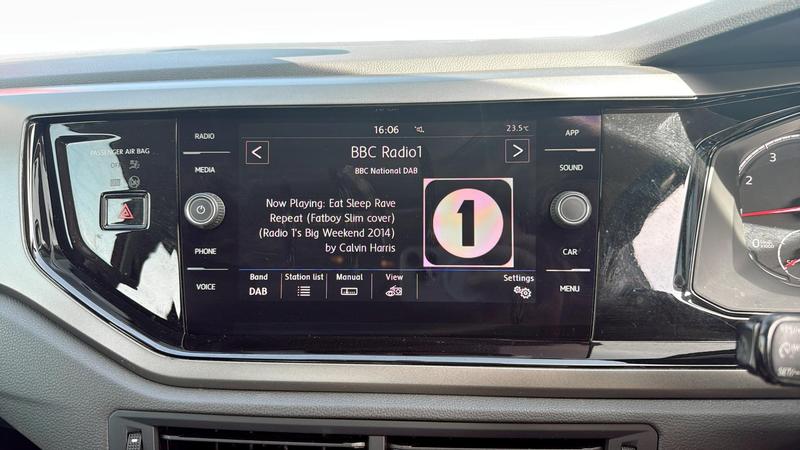 16:06
23.5°C
RADIO
MEDIA
PHONE
VOICE
PASSENGER AIR BAG
OFF
BBC Radio1
BBC National DAB
Now Playing: Eat Sleep Rave
Repeat (Fatboy Slim cover)
(Radio 1's Big Weekend 2014)
by Calvin Harris
1
Band
DAB
Station list
Manual
View
Settings
APP
SOUND
CAR
MENU
3
2
0